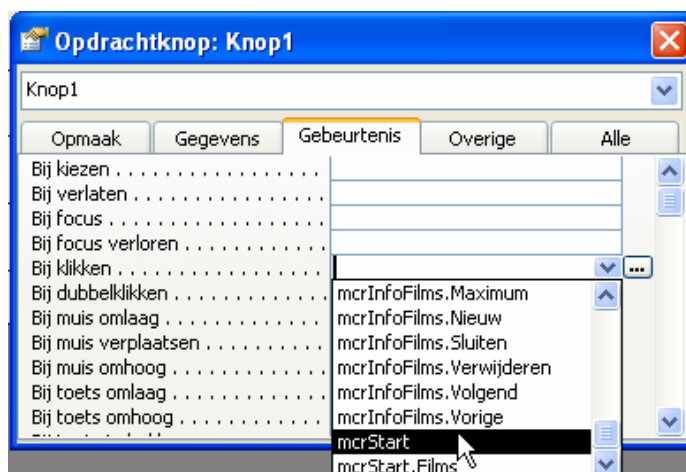 Opdrachtknop: Knop1
Knop1
Opmaak Gegevens Gebeurtenis Overige Alle
Bij kiezen . . . . . . . . . . . . . . . . . .
Bij verlaten . . . . . . . . . . . . . . . . .
Bij focus . . . . . . . . . . . . . . . . . . .
Bij focus verloren . . . . . . . . . . . .
Bij klikken . . . . . . . . . . . . . . . . . . ...
Bij dubbelklikken . . . . . . . . . . . . . mcrInfoFilms.Maximum
Bij muis omlaag . . . . . . . . . . . . . . mcrInfoFilms.Nieuw
Bij muis verplaatsen . . . . . . . . . . mcrInfoFilms.Sluiten
Bij muis omhoog . . . . . . . . . . . . . mcrInfoFilms.Verwijderen
Bij toets omlaag . . . . . . . . . . . . . mcrInfoFilms.Volgend
Bij toets omhoog . . . . . . . . . . . . mcrInfoFilms.Vorige
mcrStart
mcrStart.Films